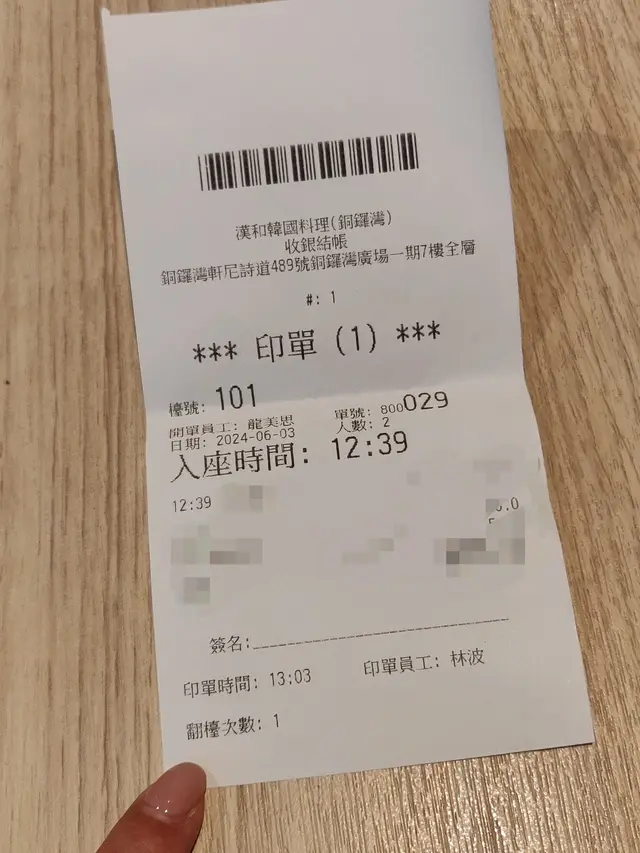 漢和韓國料理(銅鑼灣)
收銀結帳
銅鑼灣軒尼詩道489號銅鑼灣廣場一期7樓全層
#: 1
*** 印單 (1) ***
檯號: 101
開單員工: 龍美思 單號: 800029
日期: 2024-06-03 人數: 2
入座時間: 12:39
12:39
簽名:
印單時間: 13:03 印單員工: 林波
翻檯次數: 1